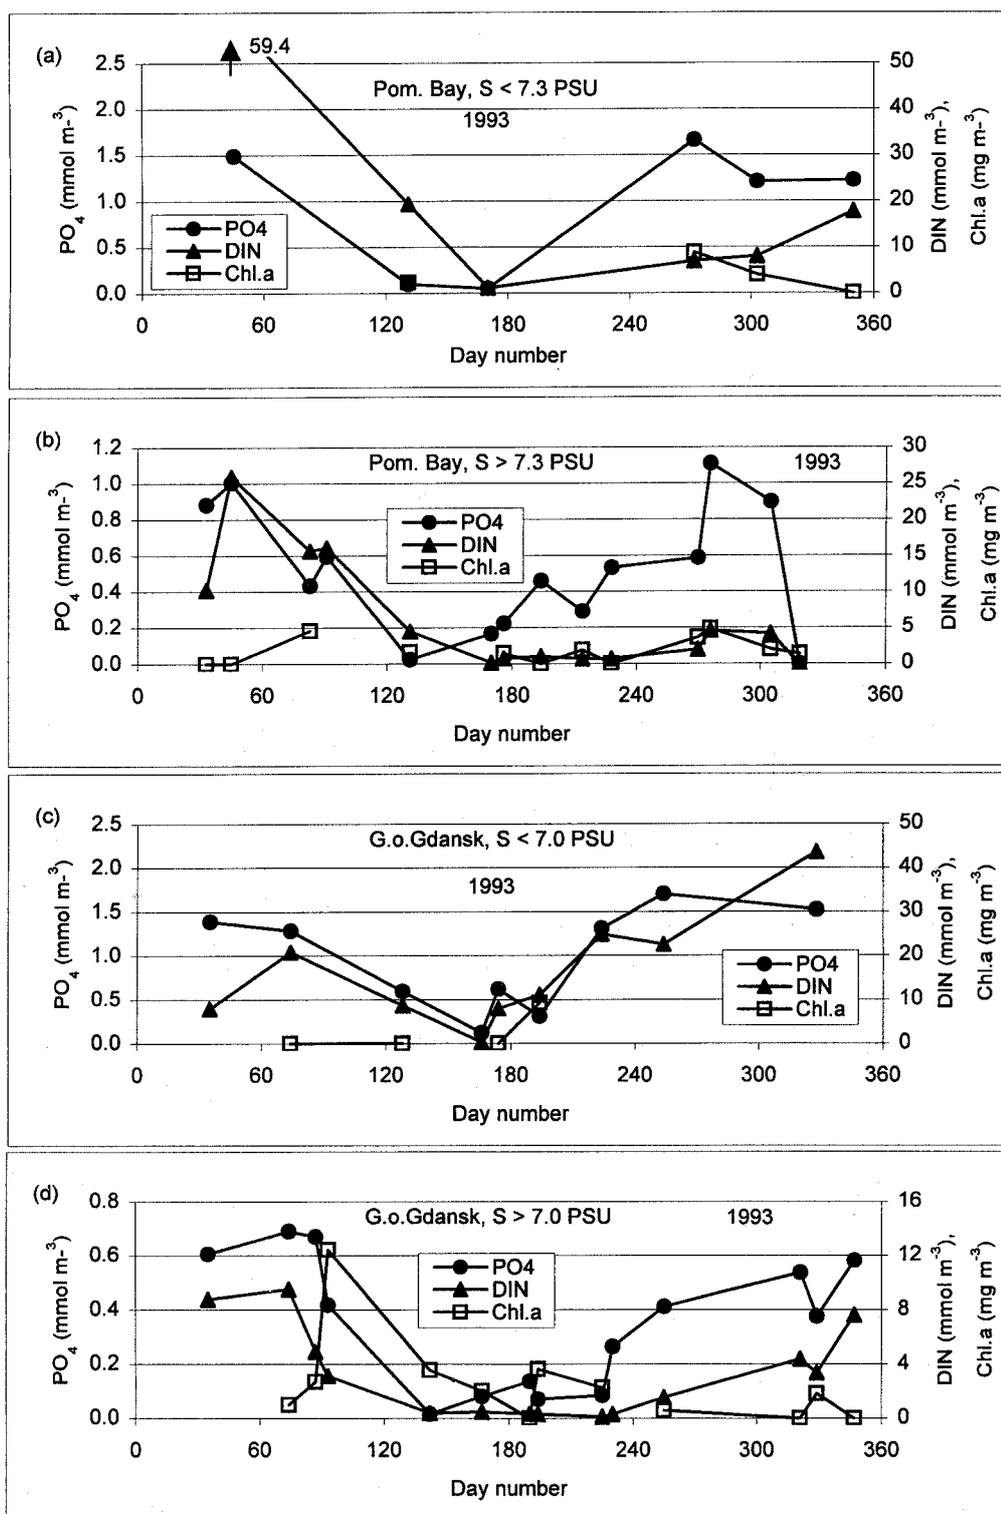 (a)
59.4
Pom. Bay, S < 7.3 PSU
1993
2.5
2.0
1.5
1.0
0.5
0.0
PO4 (mmol m-³)
PO4
DIN
Chl.a
50
40
30
20
10
0
DIN (mmol m-³),
Chl.a (mg m-³)
0 60 120 180 240 300 360
Day number
(b)
Pom. Bay, S > 7.3 PSU 1993
1.2
1.0
0.8
0.6
0.4
0.2
0.0
PO4 (mmol m-³)
PO4
DIN
Chl.a
30
25
20
15
10
5
0
DIN (mmol m-³),
Chl.a (mg m-³)
0 60 120 180 240 300 360
Day number
(c)
G.o.Gdansk, S < 7.0 PSU
1993
2.5
2.0
1.5
1.0
0.5
0.0
PO4 (mmol m-³)
PO4
DIN
Chl.a
50
40
30
20
10
0
DIN (mmol m-³),
Chl.a (mg m-³)
0 60 120 180 240 300 360
Day number
(d)
G.o.Gdansk, S > 7.0 PSU 1993
0.8
0.6
0.4
0.2
0.0
PO4 (mmol m-³)
PO4
DIN
Chl.a
16
12
8
4
0
DIN (mmol m-³),
Chl.a (mg m-³)
0 60 120 180 240 300 360
Day number